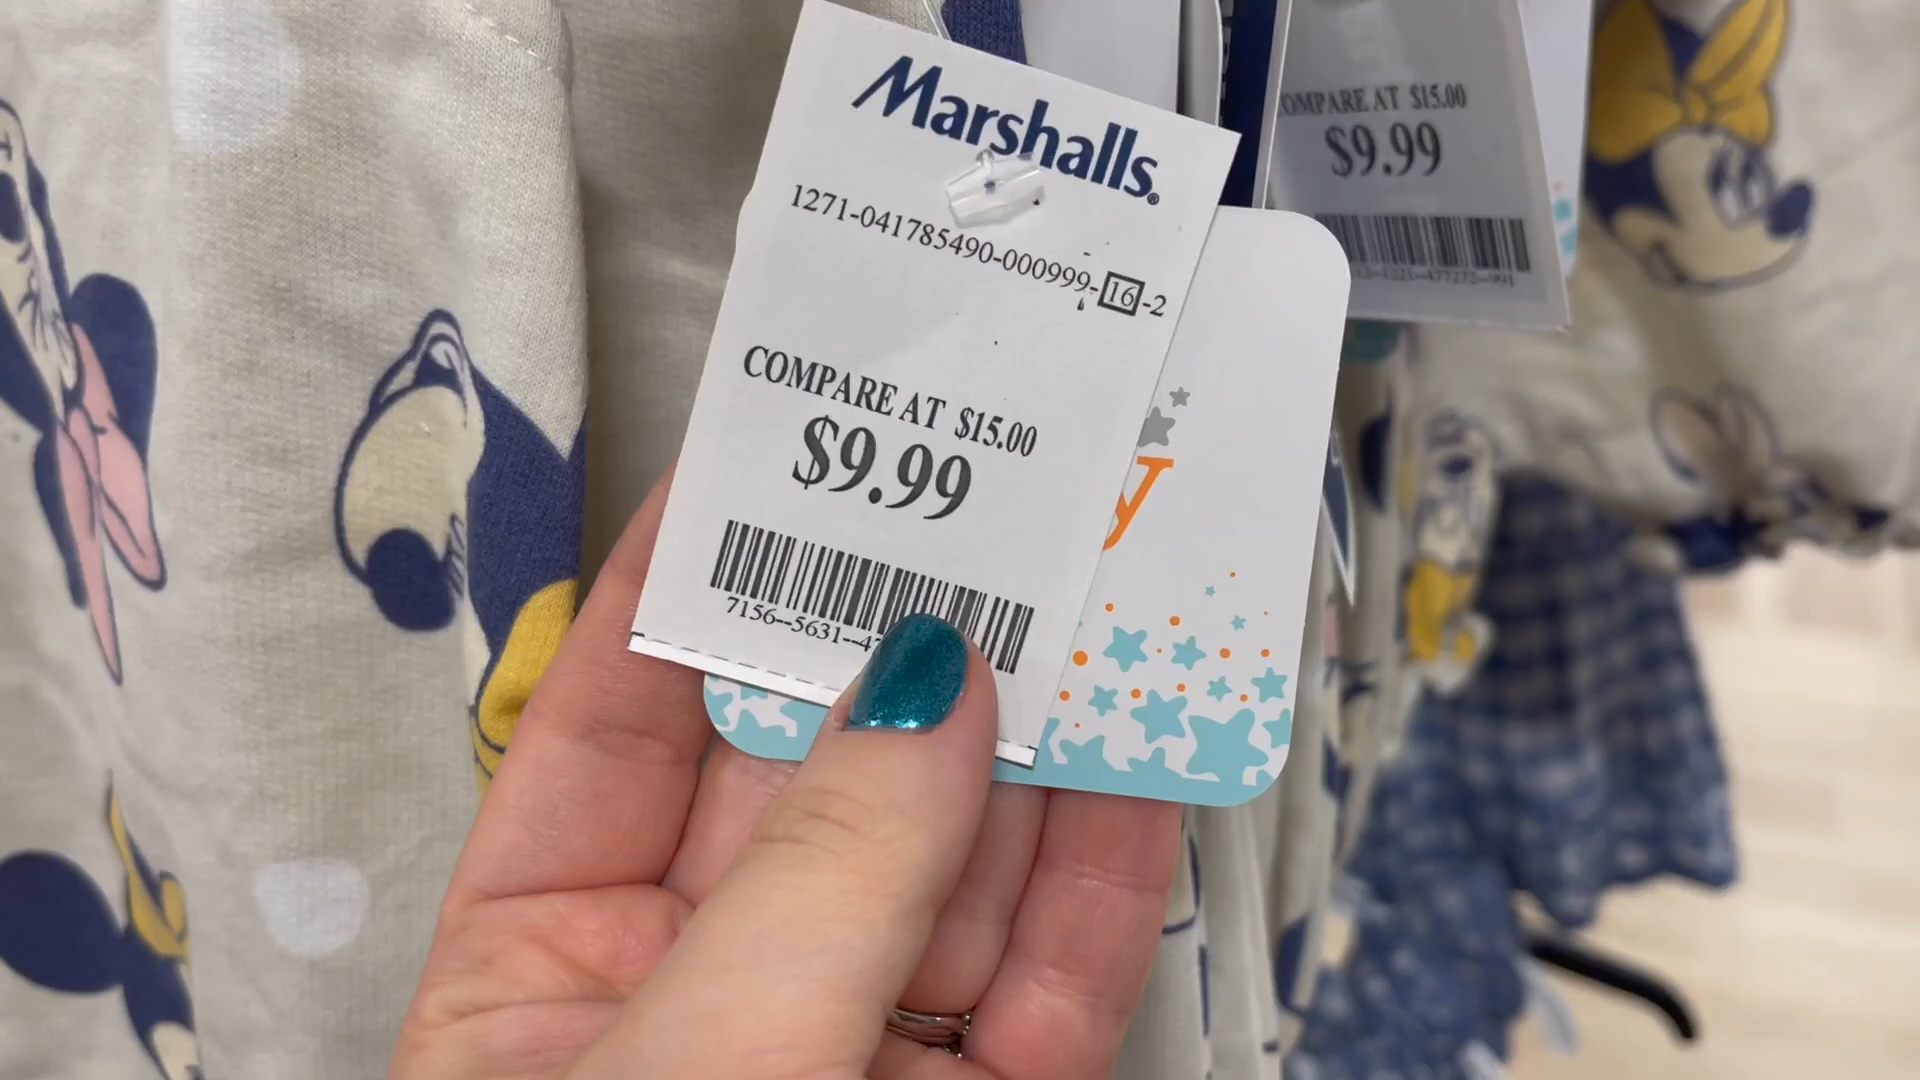 Marshalls®
1271-041785490-000999-16-2
COMPARE AT $15.00
$9.99
7156--5631--4
y
COMPARE AT $15.00
$9.99